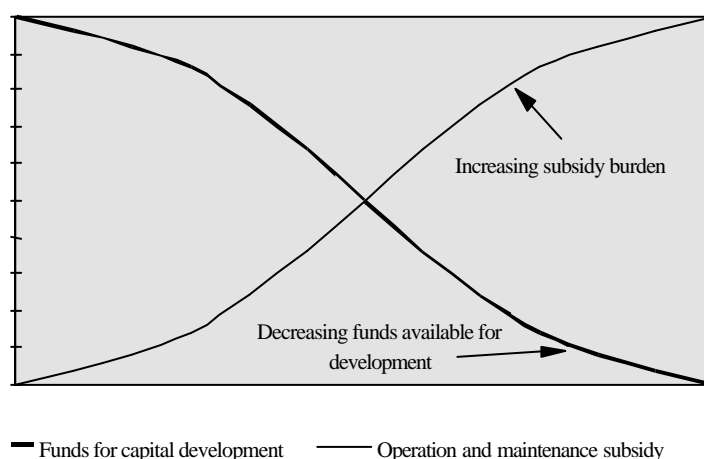 Increasing subsidy burden
Decreasing funds available for
development
Funds for capital development
Operation and maintenance subsidy